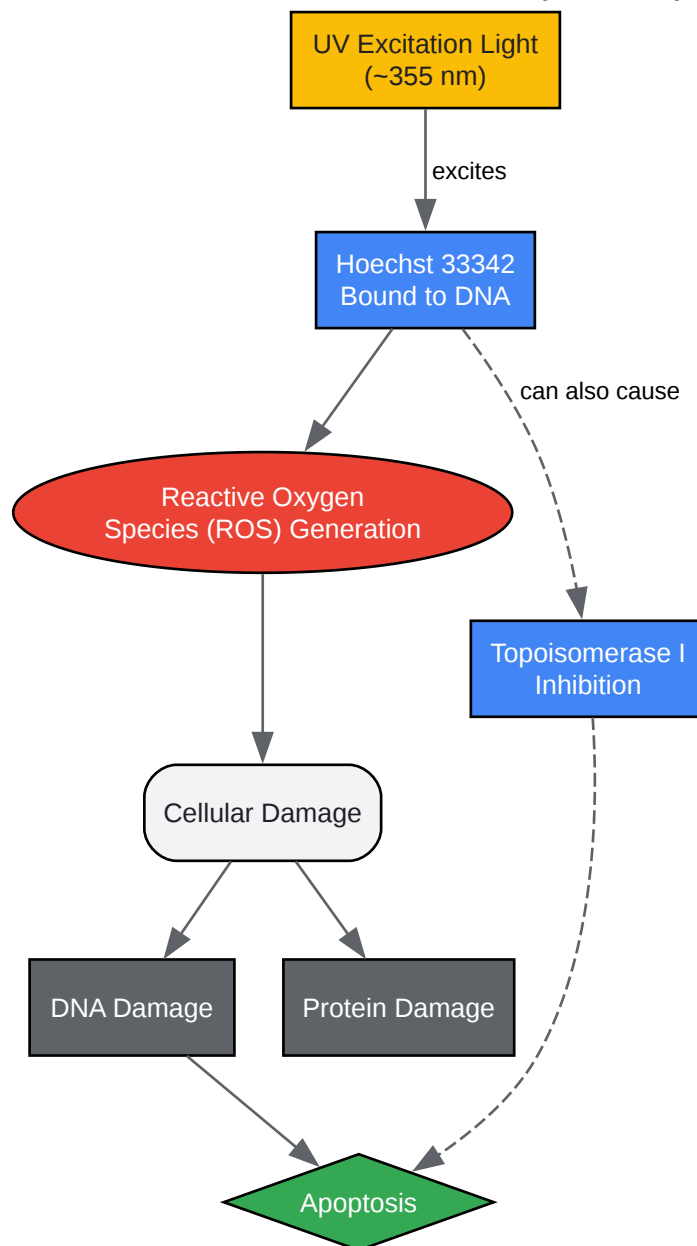 UV Excitation Light
(~355 nm)
excites
Hoechst 33342
Bound to DNA
can also cause
Reactive Oxygen
Species (ROS) Generation
Topoisomerase I
Inhibition
Cellular Damage
DNA Damage
Protein Damage
Apoptosis